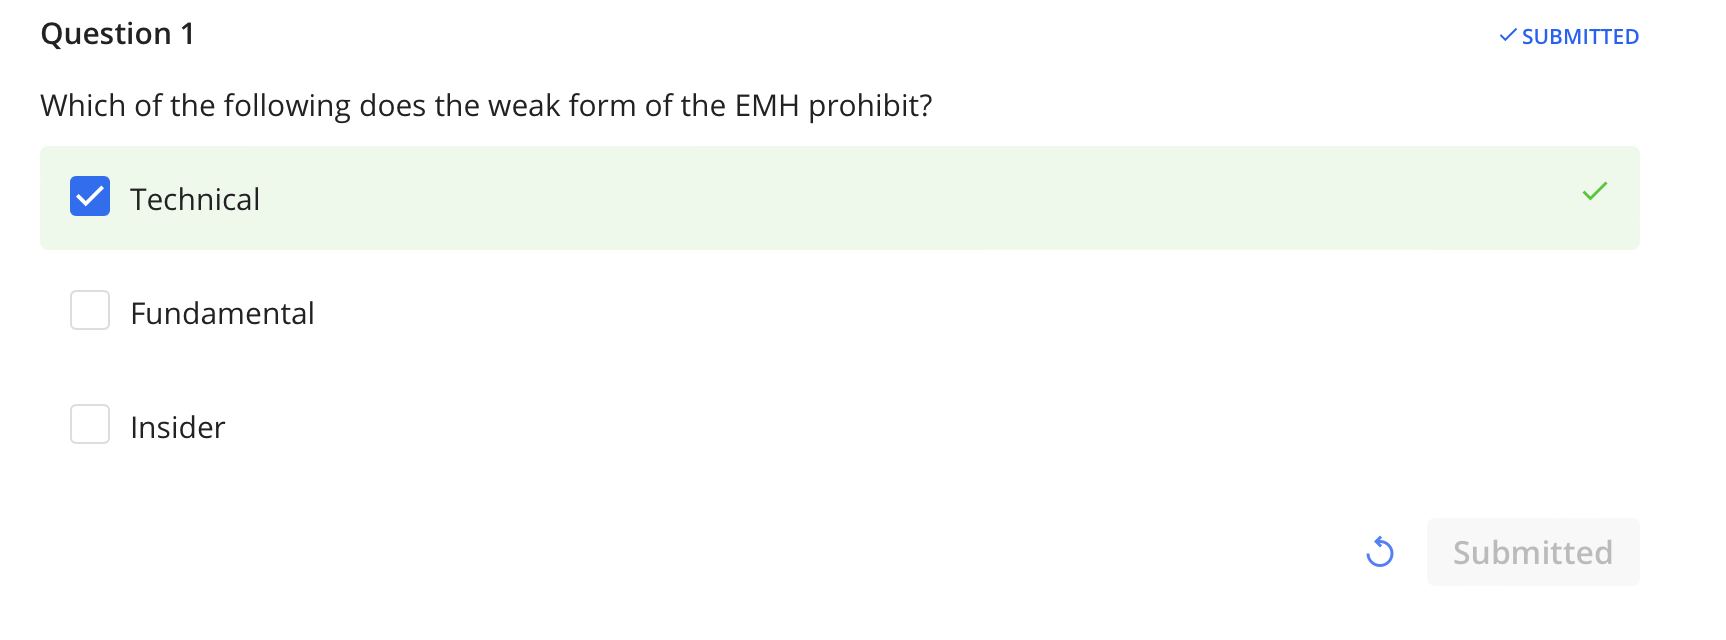 Question 1
SUBMITTED
Which of the following does the weak form of the EMH prohibit?
Technical
Fundamental
Insider
Submitted